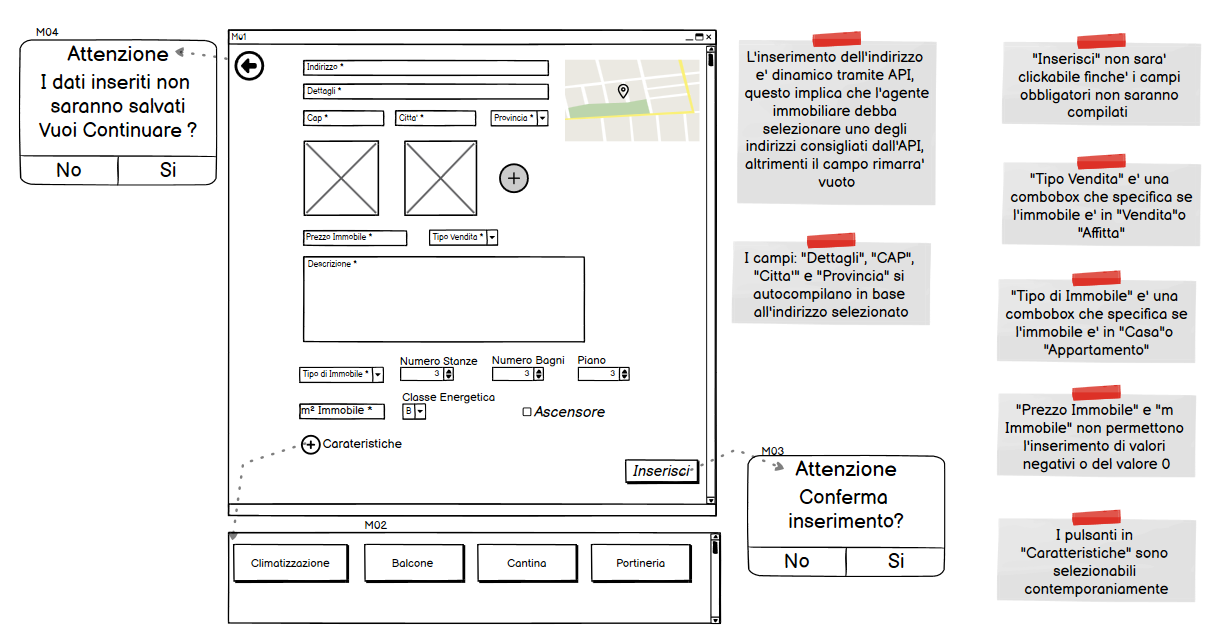 M04
Attenzione
I dati inseriti non
saranno salvati
Vuoi Continuare ?
No
Si
M01
Indirizzo *
Dettagli *
Cap *
Citta' *
Provincia *
Prezzo Immobile *
Tipo Vendita *
Descrizione *
Tipo di Immobile *
Numero Stanze
3
Numero Bagni
3
Piano
3
m² Immobile *
Classe Energetica
B
Ascensore
Carateristiche
Inserisci
M02
Climatizzazione
Balcone
Cantina
Portineria
M03
Attenzione
Conferma
inserimento?
No
Si
L'inserimento dell'indirizzo
e' dinamico tramite API,
questo implica che l'agente
immobiliare debba
selezionare uno degli
indirizzi consigliati dall'API,
altrimenti il campo rimarra'
vuoto
I campi: "Dettagli", "CAP",
"Citta'" e "Provincia" si
autocompilano in base
all'indirizzo selezionato
"Inserisci" non sara'
clickabile finche' i campi
obbligatori non saranno
compilati
"Tipo Vendita" e' una
combobox che specifica se
l'immobile e' in "Vendita"o
"Affitta"
"Tipo di Immobile" e' una
combobox che specifica se
l'immobile e' in "Casa"o
"Appartamento"
"Prezzo Immobile" e "m
Immobile" non permettono
l'inserimento di valori
negativi o del valore 0
I pulsanti in
"Caratteristiche" sono
selezionabili
contemporaniamente